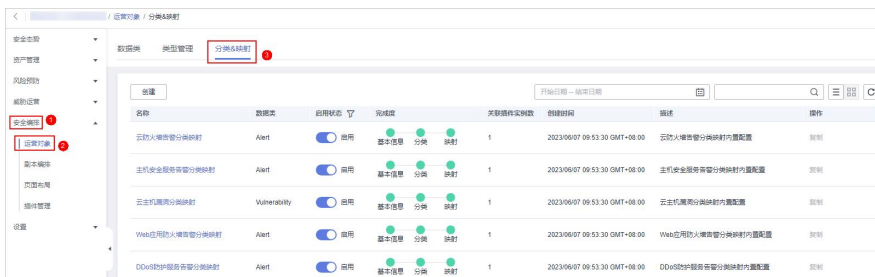 / 运营对象 / 分类&映射
安全态势
资产管理
风险预防
威胁运营
安全编排 1
运营对象 2
剧本编排
页面布局
插件管理
设置
数据类 类型管理 分类&映射 3
创建 开始日期 – 结束日期
名称 数据类 启用状态 完成度 关联插件实例数 创建时间 描述 操作
云防火墙告警分类映射 Alert 启用 基本信息 分类 映射 1 2023/06/07 09:53:30 GMT+08:00 云防火墙告警分类映射内置配置 复制
主机安全服务告警分类映射 Alert 启用 基本信息 分类 映射 1 2023/06/07 09:53:30 GMT+08:00 主机安全服务告警分类映射内置配置 复制
云主机漏洞分类映射 Vulnerability 启用 基本信息 分类 映射 1 2023/06/07 09:53:30 GMT+08:00 云主机漏洞分类映射内置配置 复制
Web应用防火墙告警分类映射 Alert 启用 基本信息 分类 映射 1 2023/06/07 09:53:30 GMT+08:00 Web应用防火墙告警分类映射内置配置 复制
DDoS防护服务告警分类映射 Alert 启用 基本信息 分类 映射 1 2023/06/07 09:53:30 GMT+08:00 DDoS防护服务告警分类映射内置配置 复制